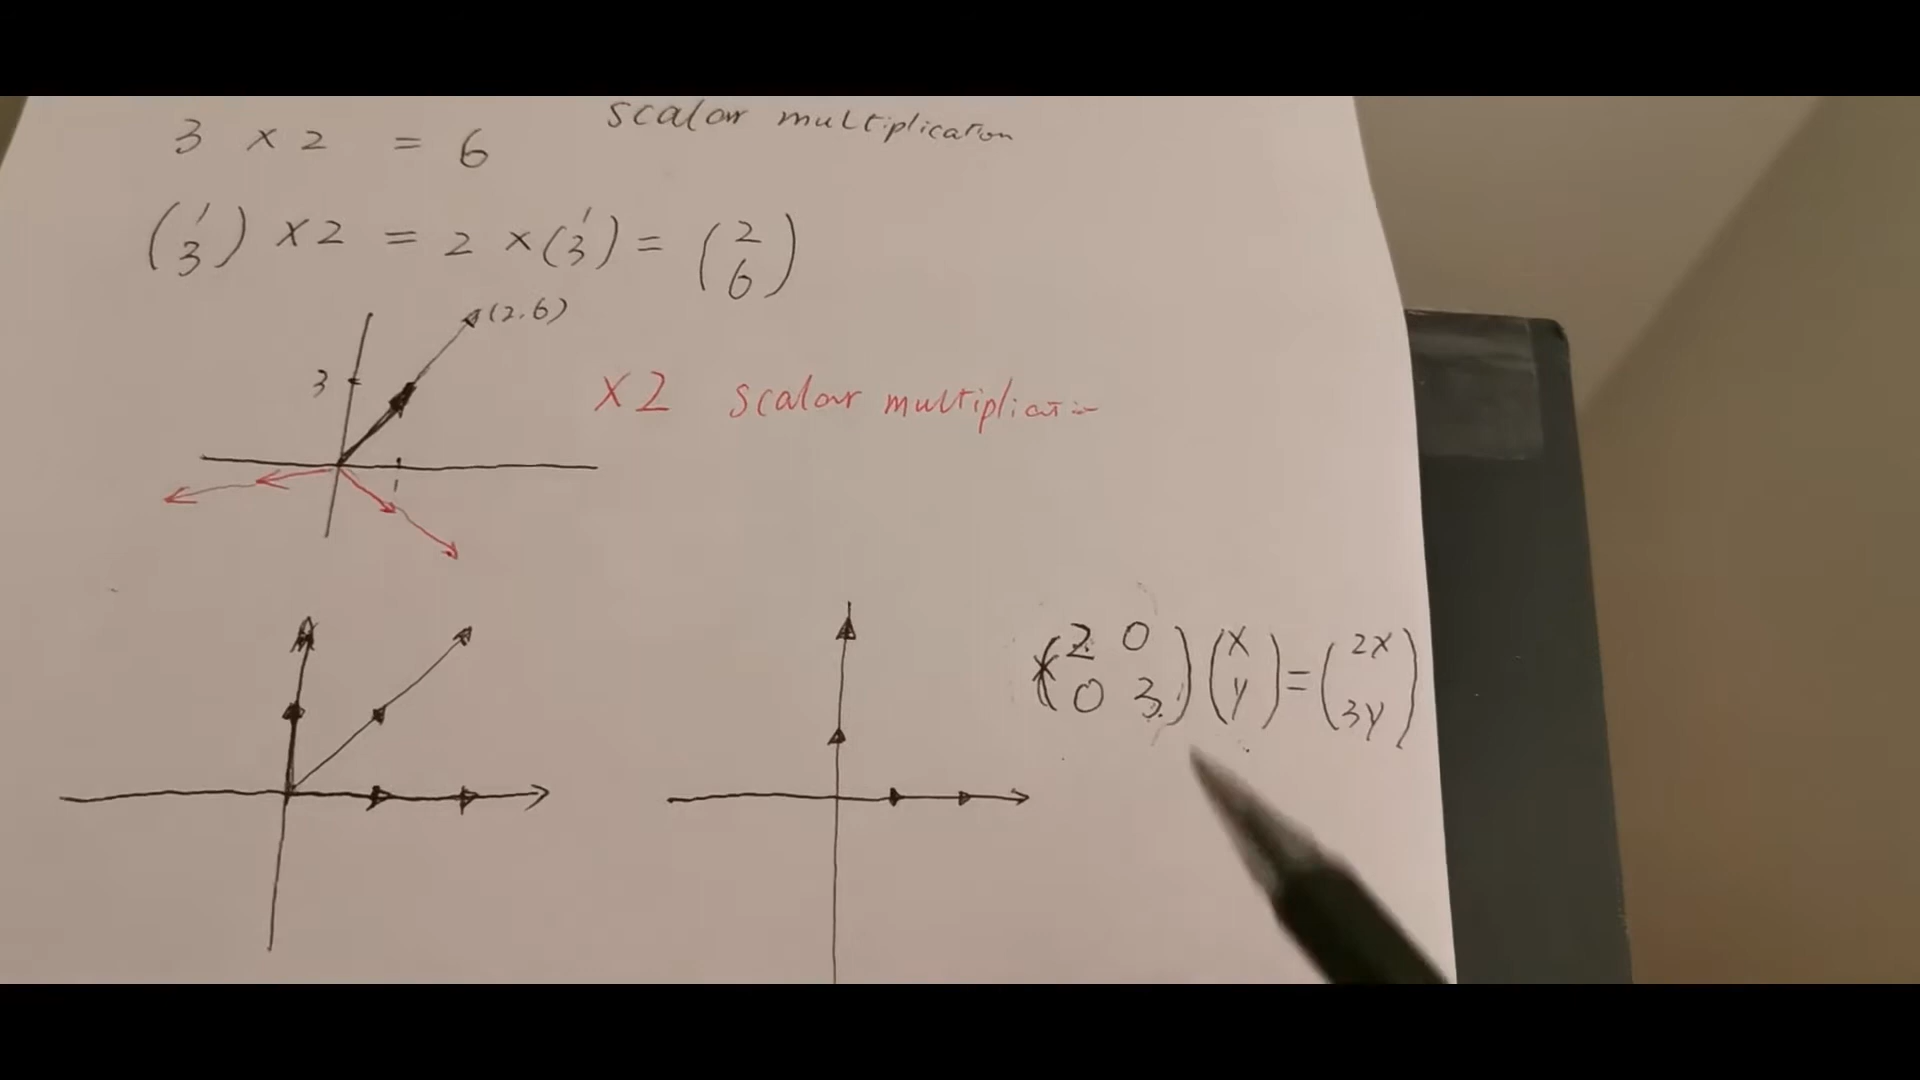 scalar multiplication
3 × 2 = 6
(1 3) × 2 = 2 × (1 3) = (2 6)
(2.6)
3
×2 scalar multiplication
1
(2 0 0 3) (x y) = (2x 3y)